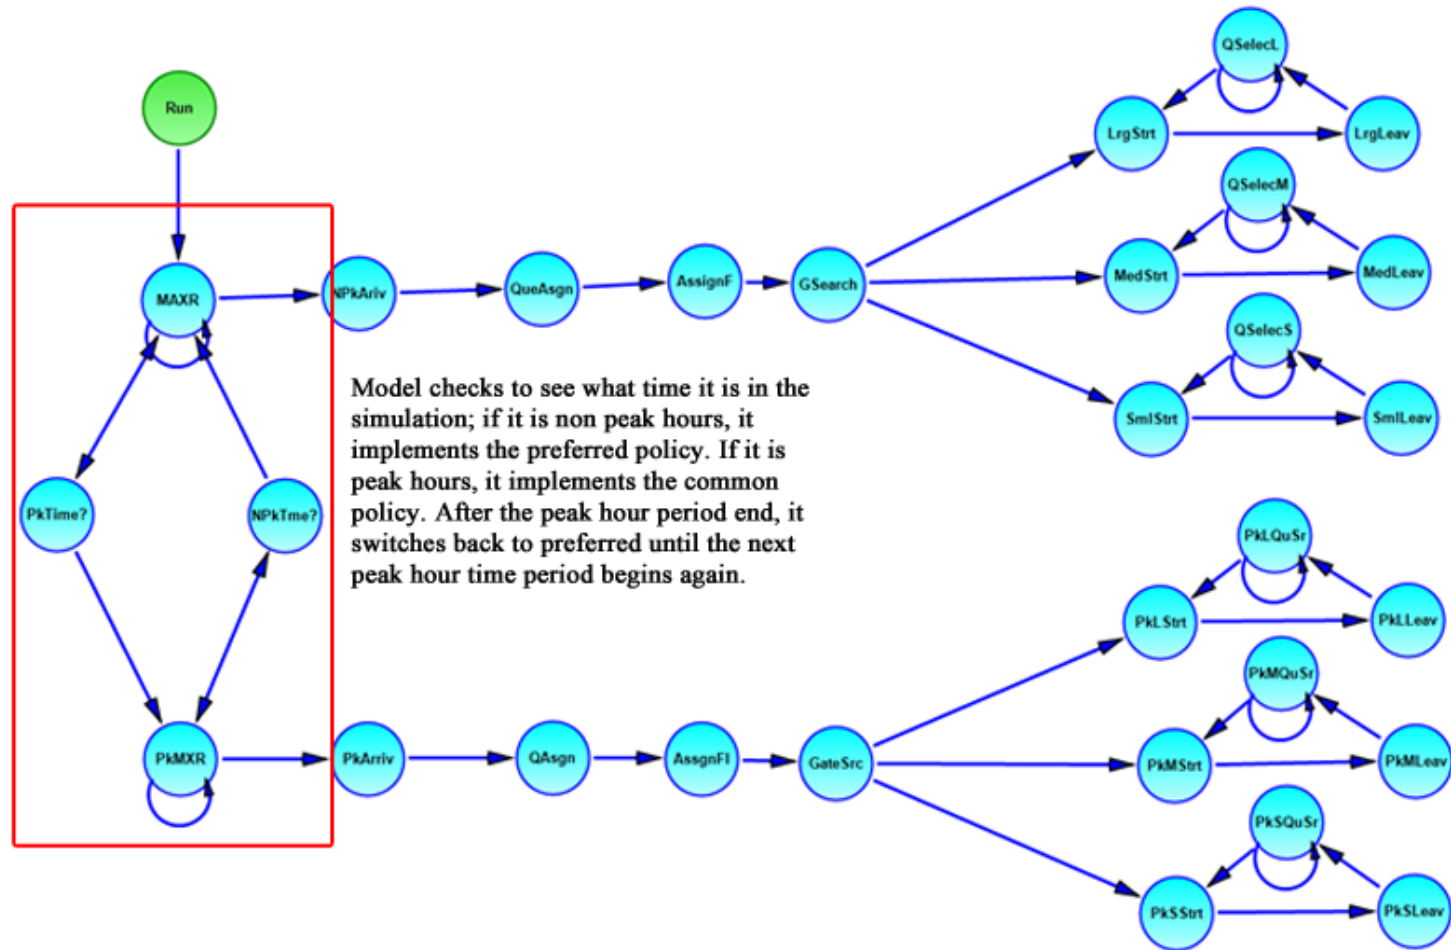 QSelecL
Run
LrgStrt
LrgLeav
QSelecM
MAXR
NPkAriv
QueAsgn
AssignF
GSearch
MedStrt
MedLeav
QSelecS
SmlStrt
SmlLeav
Model checks to see what time it is in the
simulation; if it is non peak hours, it
implements the preferred policy. If it is
peak hours, it implements the common
policy. After the peak hour period end, it
switches back to preferred until the next
peak hour time period begins again.
PkTime?
NPkTme?
PkLQuSr
PkLStrt
PkLLeav
PkMQuSr
PkMXR
PkArriv
QAsgn
AssgnFl
GateSrc
PkMStrt
PkMLeav
PkSQuSr
PkSStrt
PkSLeav